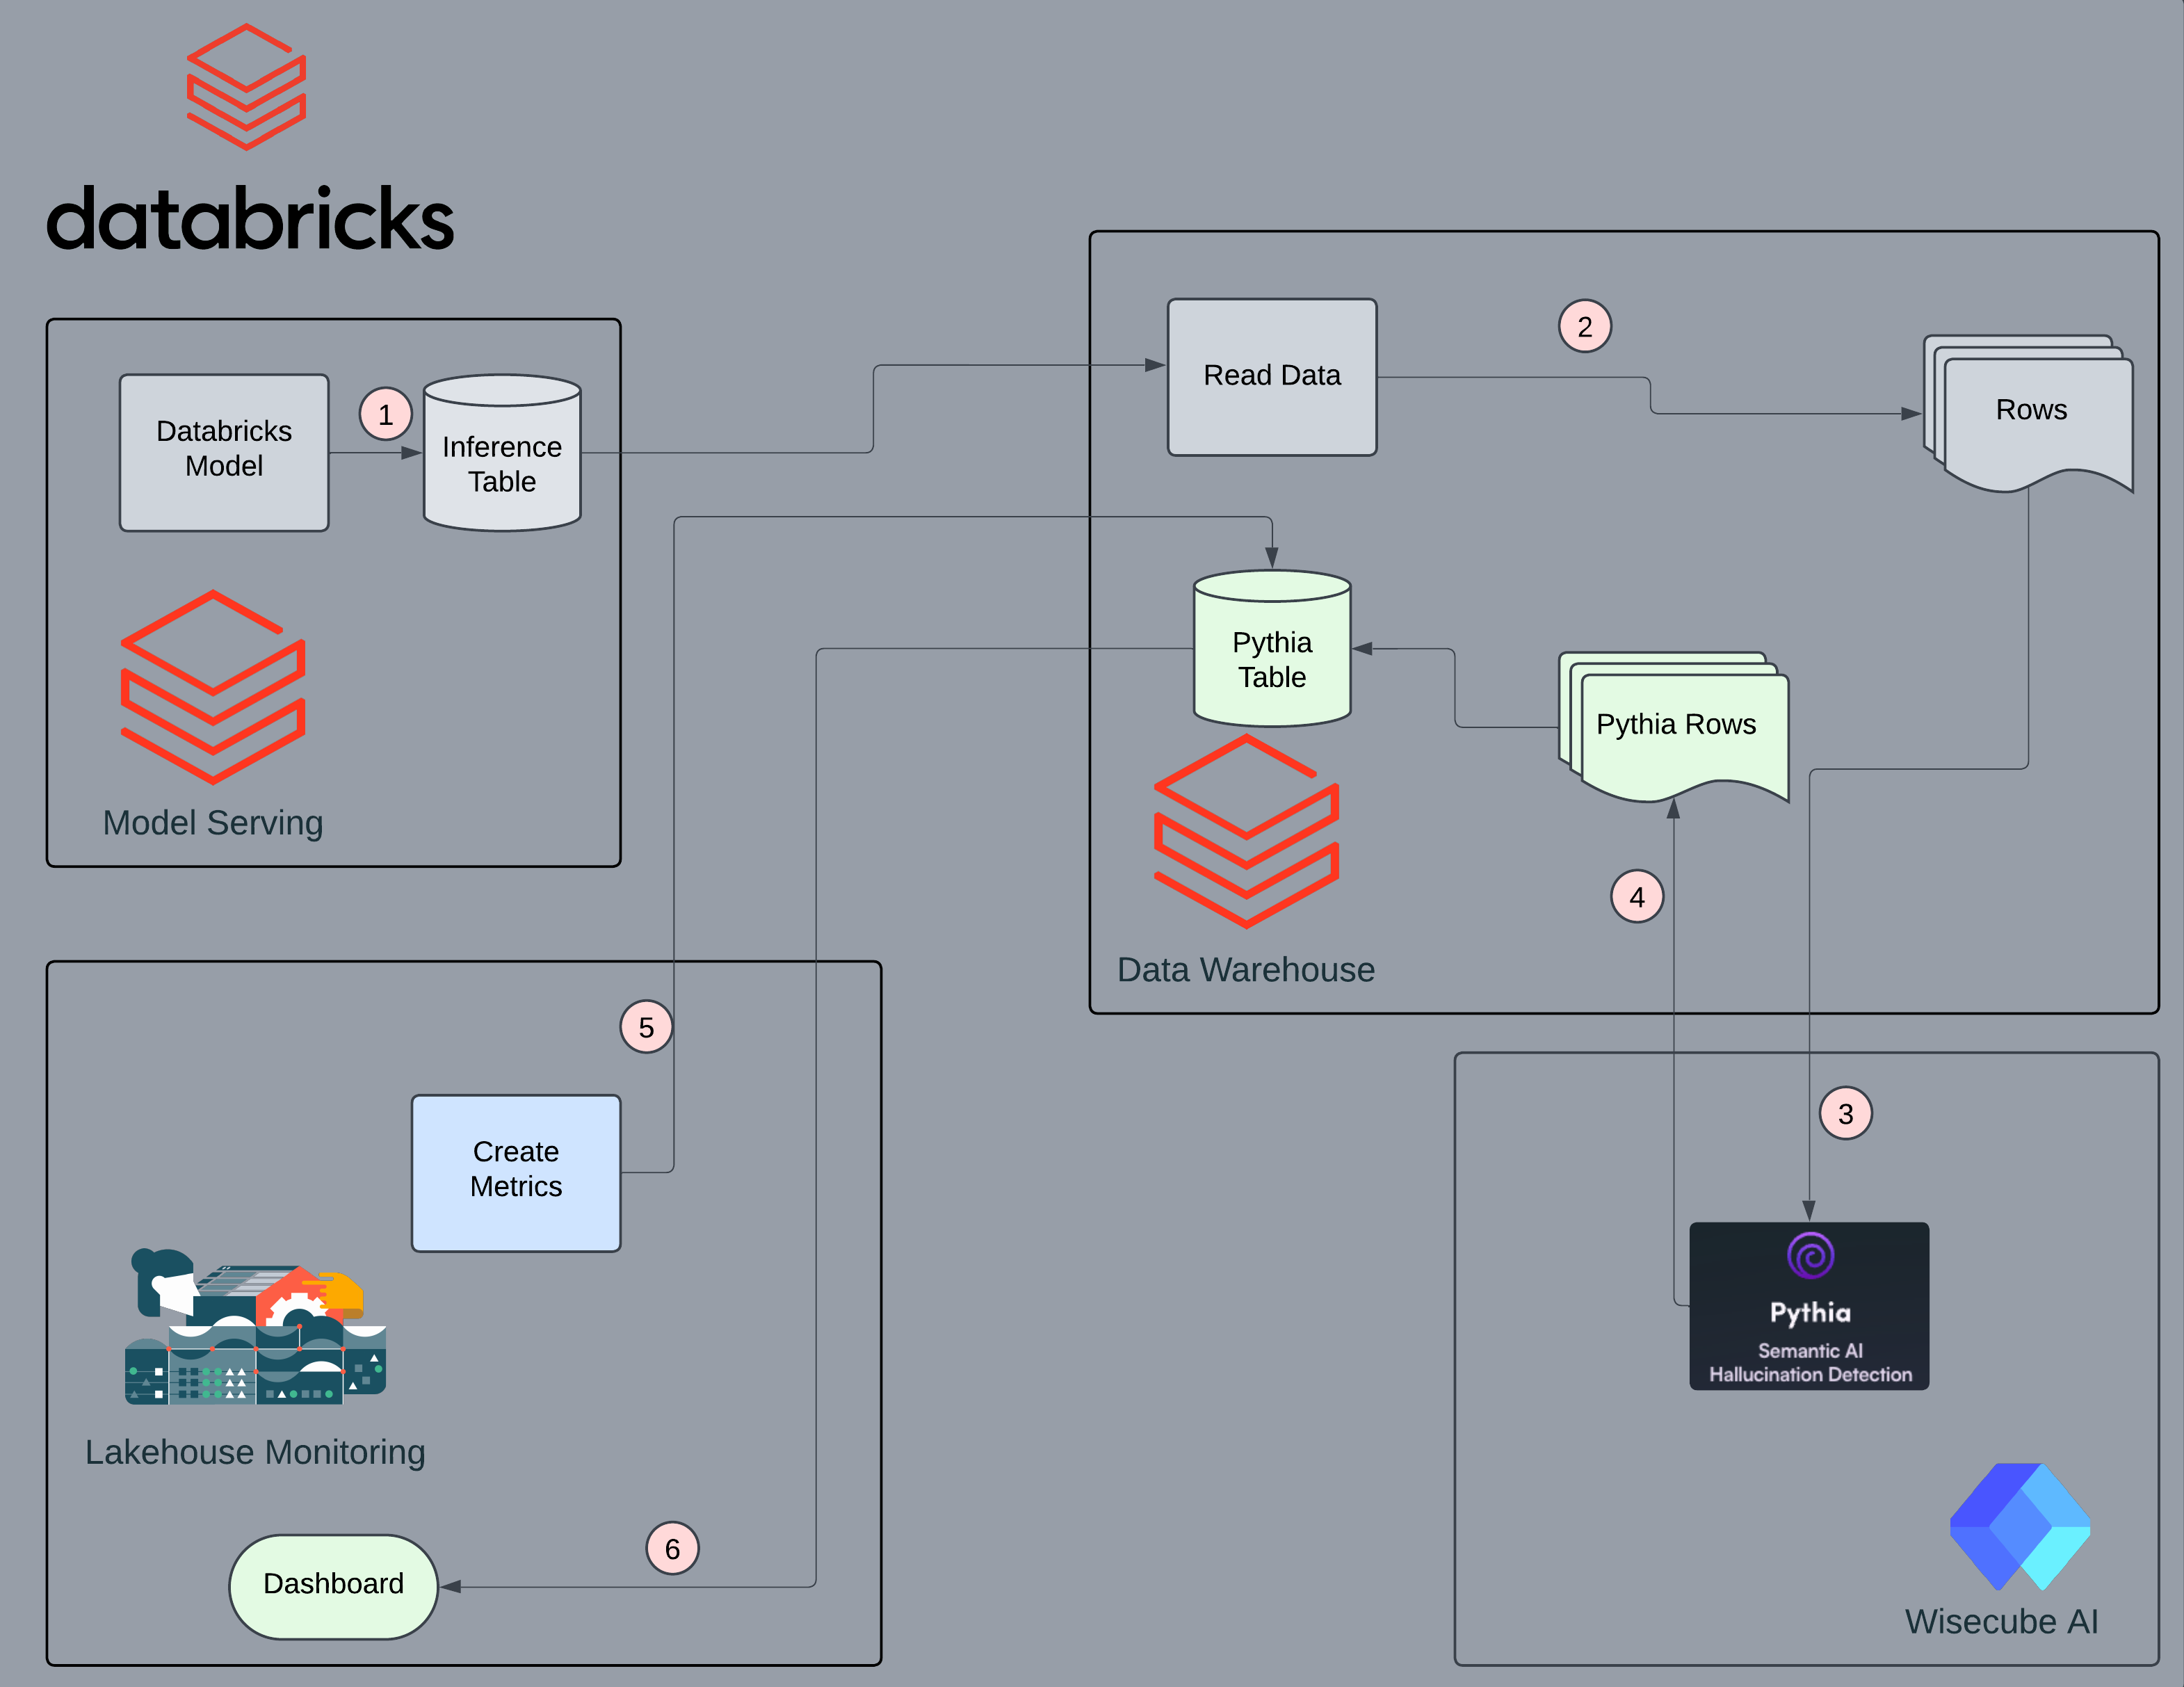 databricks
Databricks
Model
1
Inference
Table
Model Serving
Read Data
2
Rows
Pythia
Table
Pythia Rows
4
Data Warehouse
5
Create
Metrics
Lakehouse Monitoring
6
Dashboard
3
Pythia
Semantic AI
Hallucination Detection
Wisecube AI